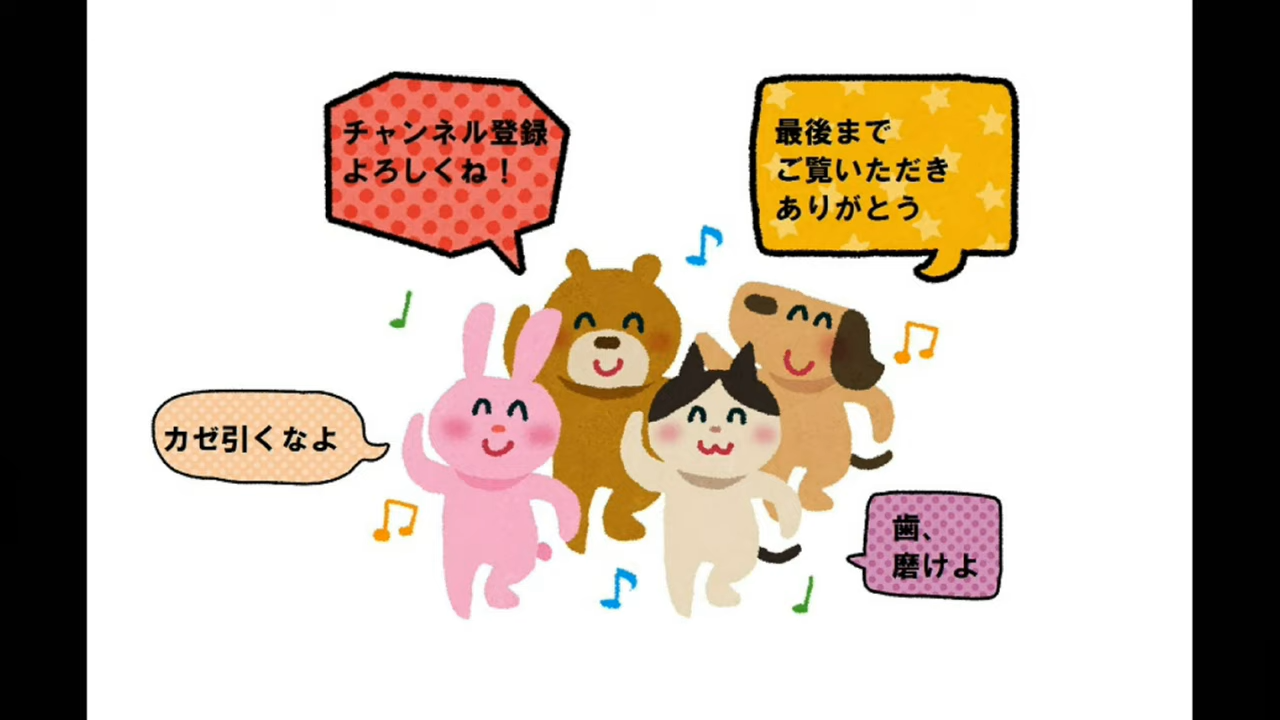 チャンネル登録
よろしくね！
最後まで
ご覧いただき
ありがとう
カゼ引くなよ
歯、
磨けよ